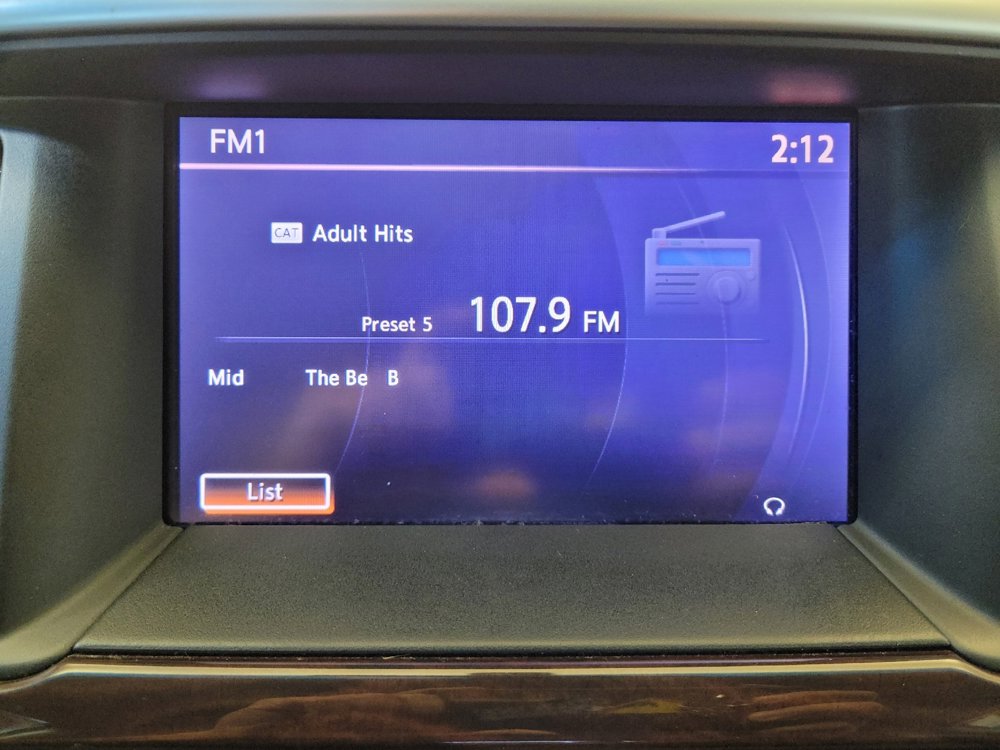 FM1 2:12
CAT Adult Hits
Preset 5 107.9 FM
Mid The Be B
List